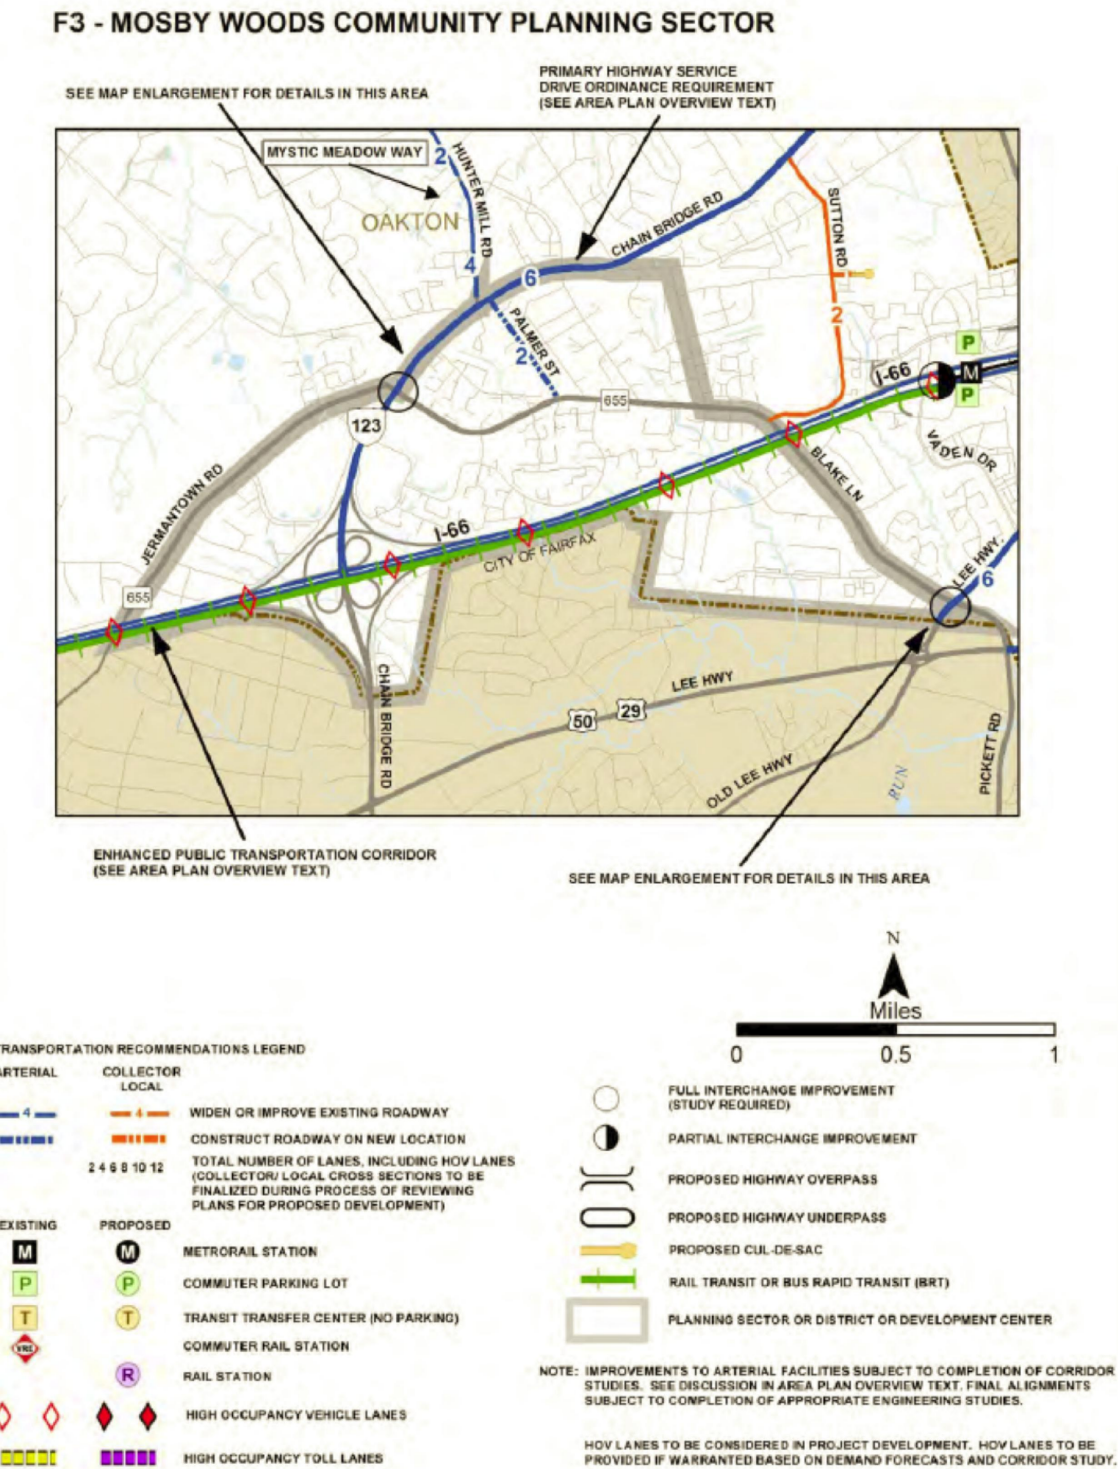 F3 - MOSBY WOODS COMMUNITY PLANNING SECTOR
SEE MAP ENLARGEMENT FOR DETAILS IN THIS AREA
PRIMARY HIGHWAY SERVICE
DRIVE ORDINANCE REQUIREMENT
(SEE AREA PLAN OVERVIEW TEXT)
MYSTIC MEADOW WAY
2
HUNTER MILL RD
OAKTON
4
6
CHAIN BRIDGE RD
SUTTON RD
2
PALMER ST
2
P
M
P
I-66
655
123
VADEN DR
BLAKE LN
JERMANTOWN RD
I-66
CITY OF FAIRFAX
LEE HWY.
6
655
CHAIN BRIDGE RD
LEE HWY
50
29
OLD LEE HWY
RUN
PICKETT RD
ENHANCED PUBLIC TRANSPORTATION CORRIDOR
(SEE AREA PLAN OVERVIEW TEXT)
SEE MAP ENLARGEMENT FOR DETAILS IN THIS AREA
N
Miles
0 0.5 1
TRANSPORTATION RECOMMENDATIONS LEGEND
ARTERIAL COLLECTOR
LOCAL
4 4 WIDEN OR IMPROVE EXISTING ROADWAY
CONSTRUCT ROADWAY ON NEW LOCATION
2 4 6 8 10 12 TOTAL NUMBER OF LANES, INCLUDING HOV LANES
(COLLECTOR/ LOCAL CROSS SECTIONS TO BE
FINALIZED DURING PROCESS OF REVIEWING
PLANS FOR PROPOSED DEVELOPMENT)
EXISTING PROPOSED
M M METRORAIL STATION
P P COMMUTER PARKING LOT
T T TRANSIT TRANSFER CENTER (NO PARKING)
VRE COMMUTER RAIL STATION
R RAIL STATION
HIGH OCCUPANCY VEHICLE LANES
HIGH OCCUPANCY TOLL LANES
FULL INTERCHANGE IMPROVEMENT
(STUDY REQUIRED)
PARTIAL INTERCHANGE IMPROVEMENT
PROPOSED HIGHWAY OVERPASS
PROPOSED HIGHWAY UNDERPASS
PROPOSED CUL-DE-SAC
RAIL TRANSIT OR BUS RAPID TRANSIT (BRT)
PLANNING SECTOR OR DISTRICT OR DEVELOPMENT CENTER
NOTE: IMPROVEMENTS TO ARTERIAL FACILITIES SUBJECT TO COMPLETION OF CORRIDOR
STUDIES. SEE DISCUSSION IN AREA PLAN OVERVIEW TEXT. FINAL ALIGNMENTS
SUBJECT TO COMPLETION OF APPROPRIATE ENGINEERING STUDIES.
HOV LANES TO BE CONSIDERED IN PROJECT DEVELOPMENT. HOV LANES TO BE
PROVIDED IF WARRANTED BASED ON DEMAND FORECASTS AND CORRIDOR STUDY.